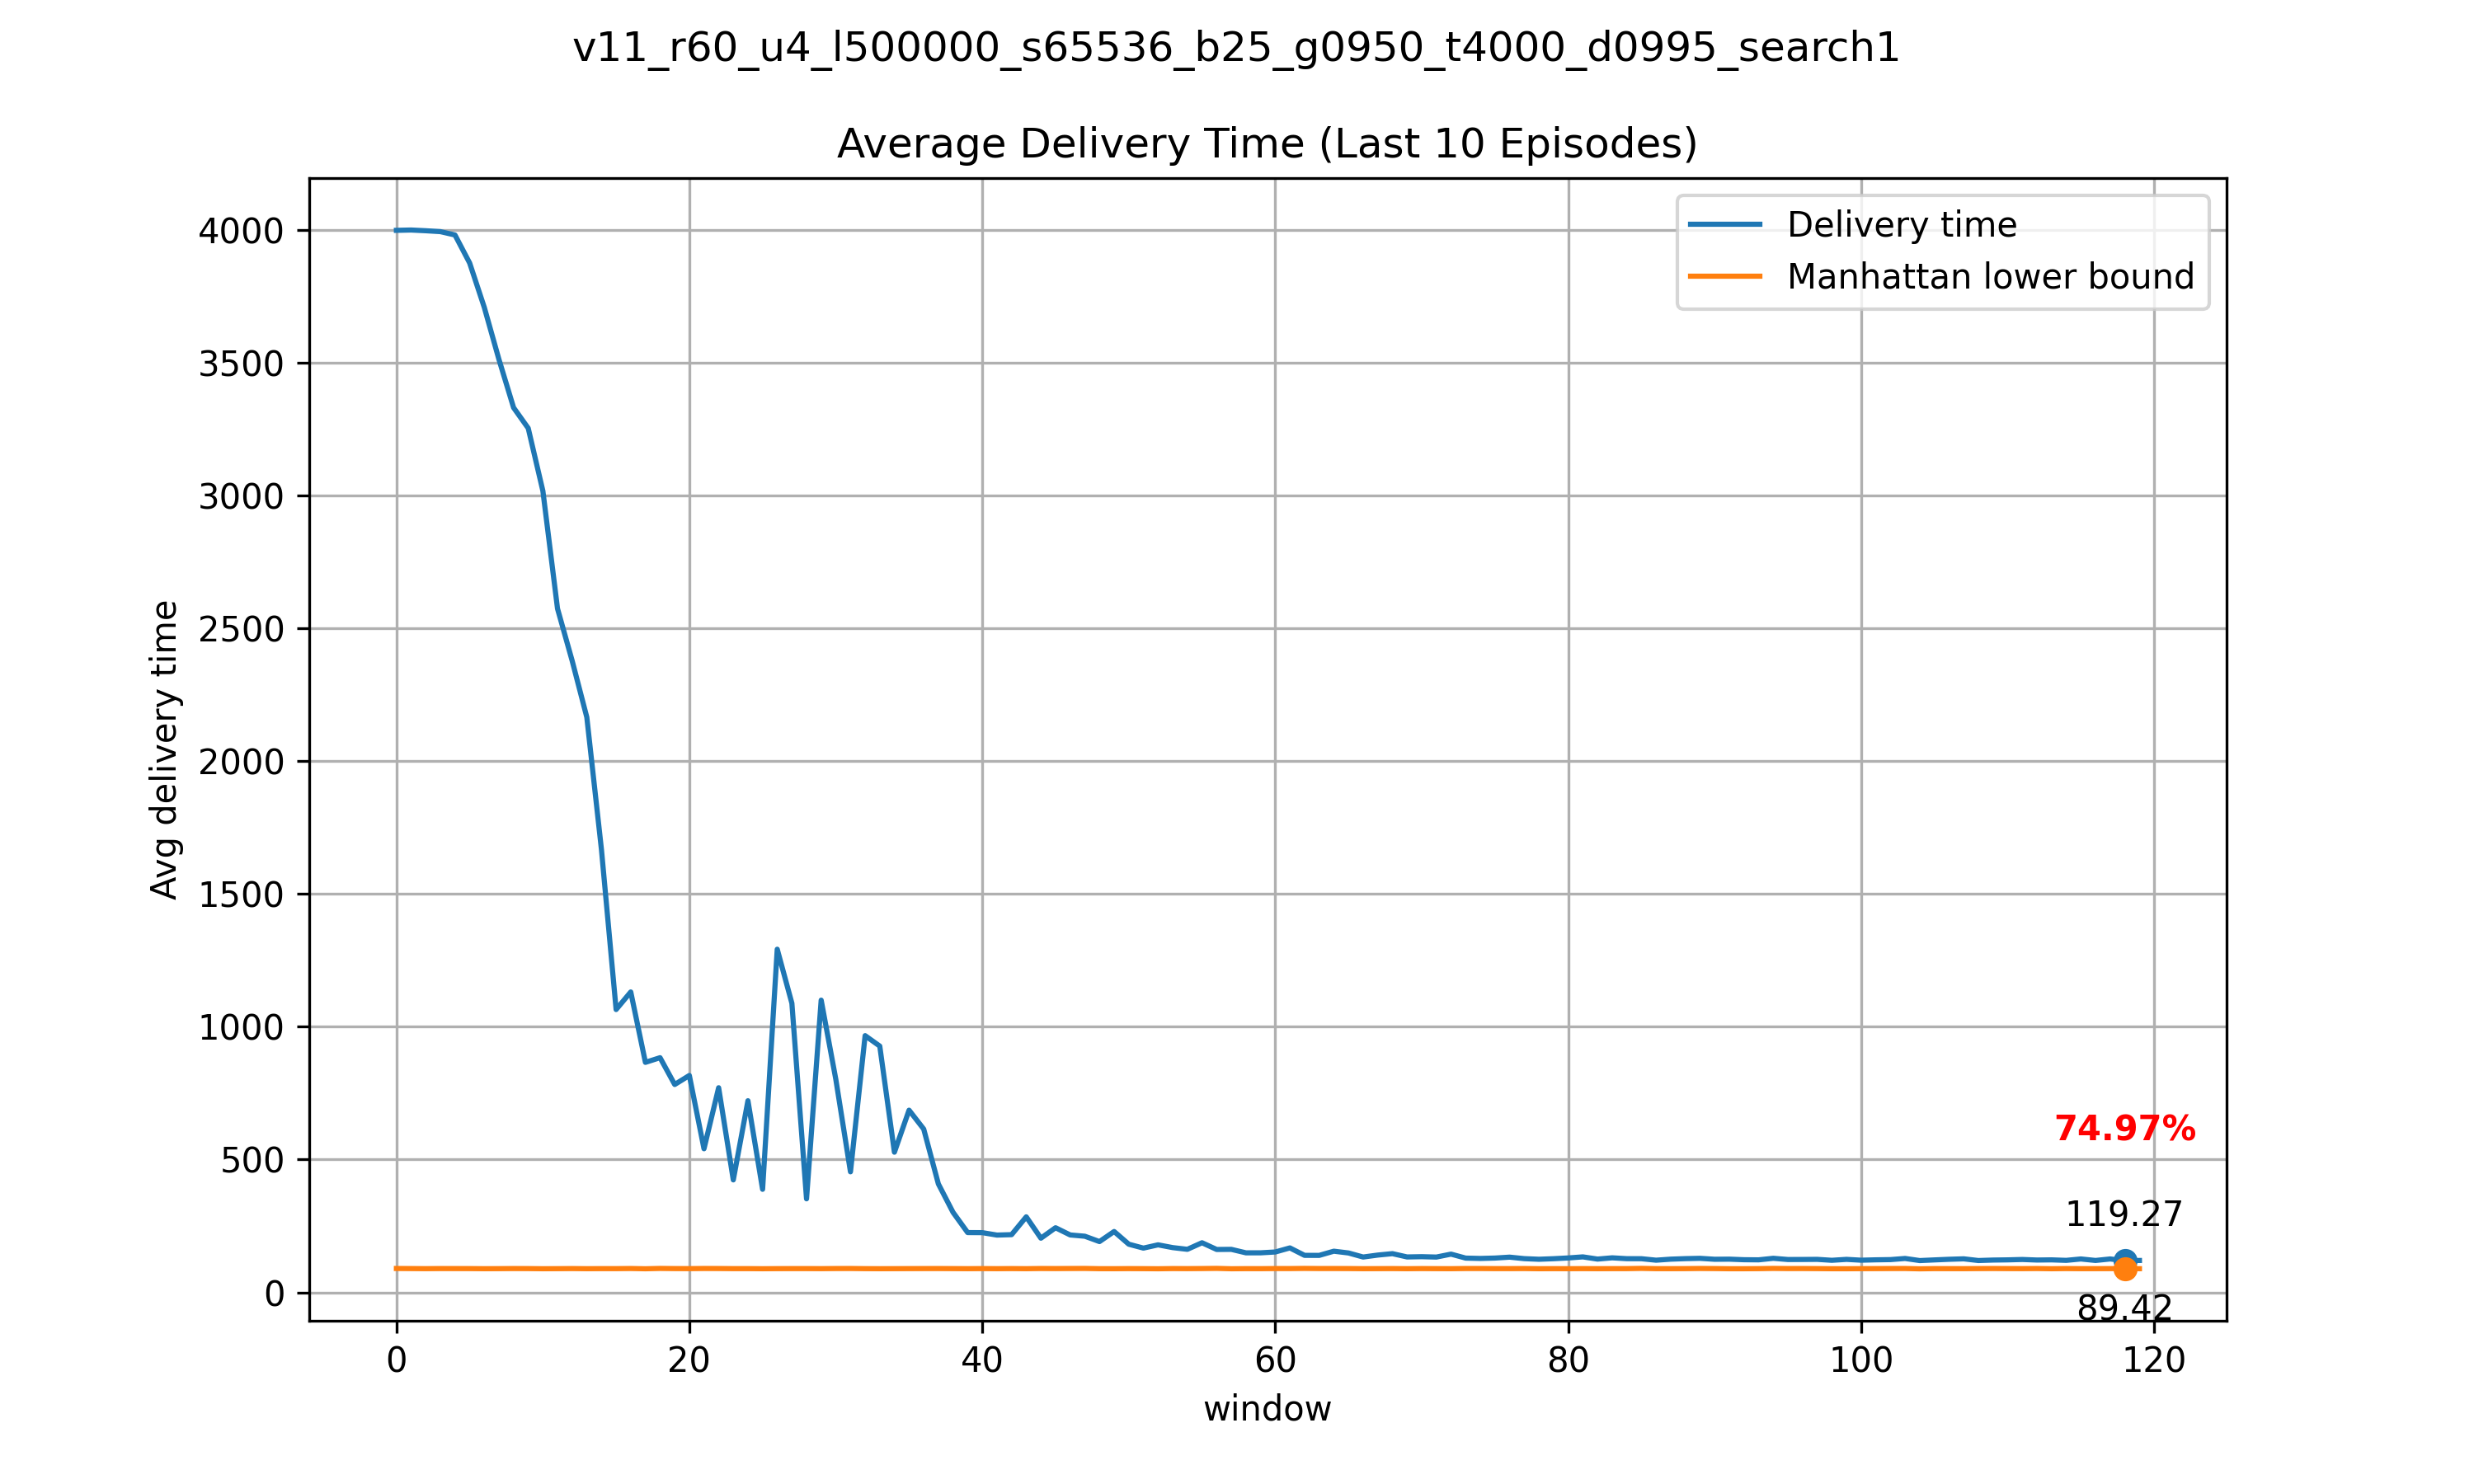 v11_r60_u4_l500000_s65536_b25_g0950_t4000_d0995_search1
Average Delivery Time (Last 10 Episodes)
Delivery time
Manhattan lower bound
Avg delivery time
4000
3500
3000
2500
2000
1500
1000
500
0
74.97%
119.27
89.42
0 20 40 60 80 100 120
window